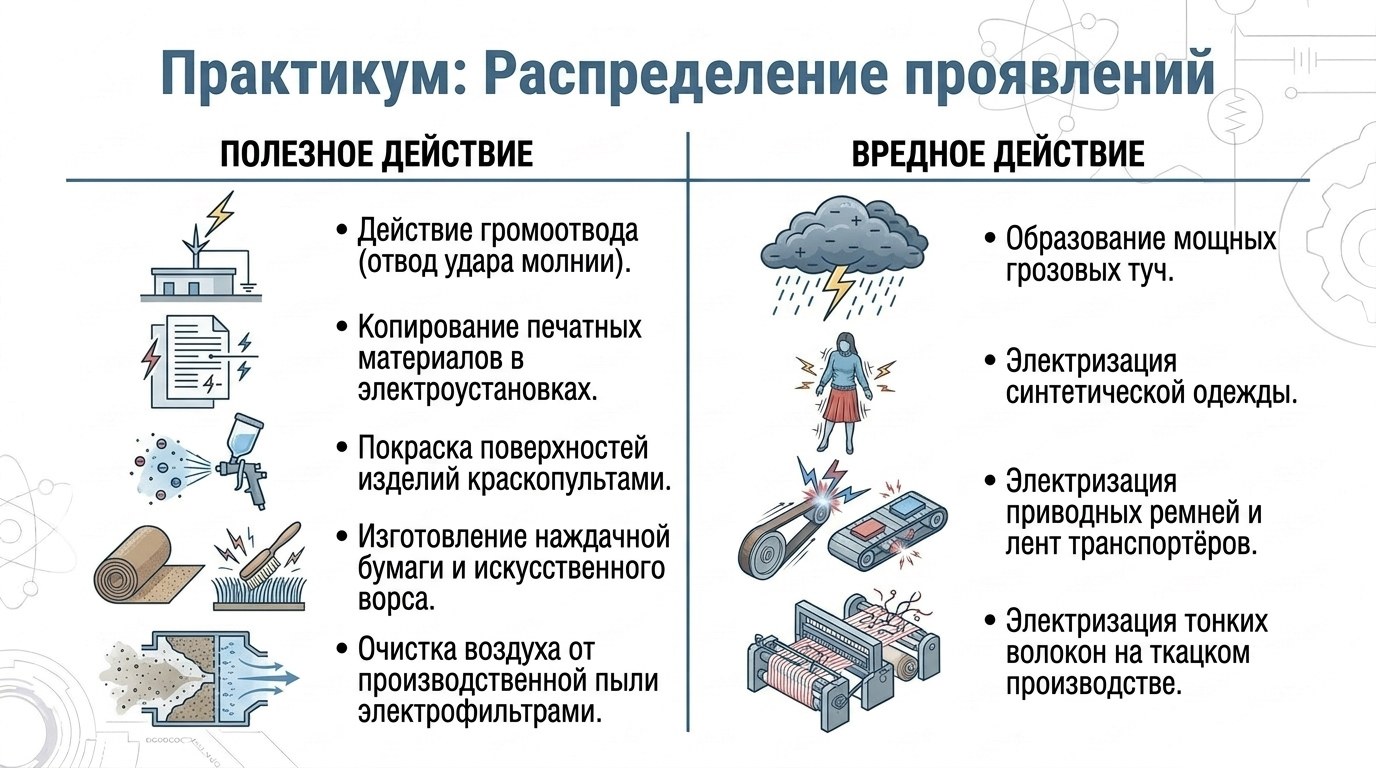 Практикум: Распределение проявлений
ПОЛЕЗНОЕ ДЕЙСТВИЕ
• Действие громоотвода
(отвод удара молнии).
• Копирование печатных
материалов в
электроустановках.
• Покраска поверхностей
изделий краскопультами.
• Изготовление наждачной
бумаги и искусственного
ворса.
• Очистка воздуха от
производственной пыли
электрофильтрами.
ВРЕДНОЕ ДЕЙСТВИЕ
• Образование мощных
грозовых туч.
• Электризация
синтетической одежды.
• Электризация
приводных ремней и
лент транспортёров.
• Электризация тонких
волокон на ткацком
производстве.